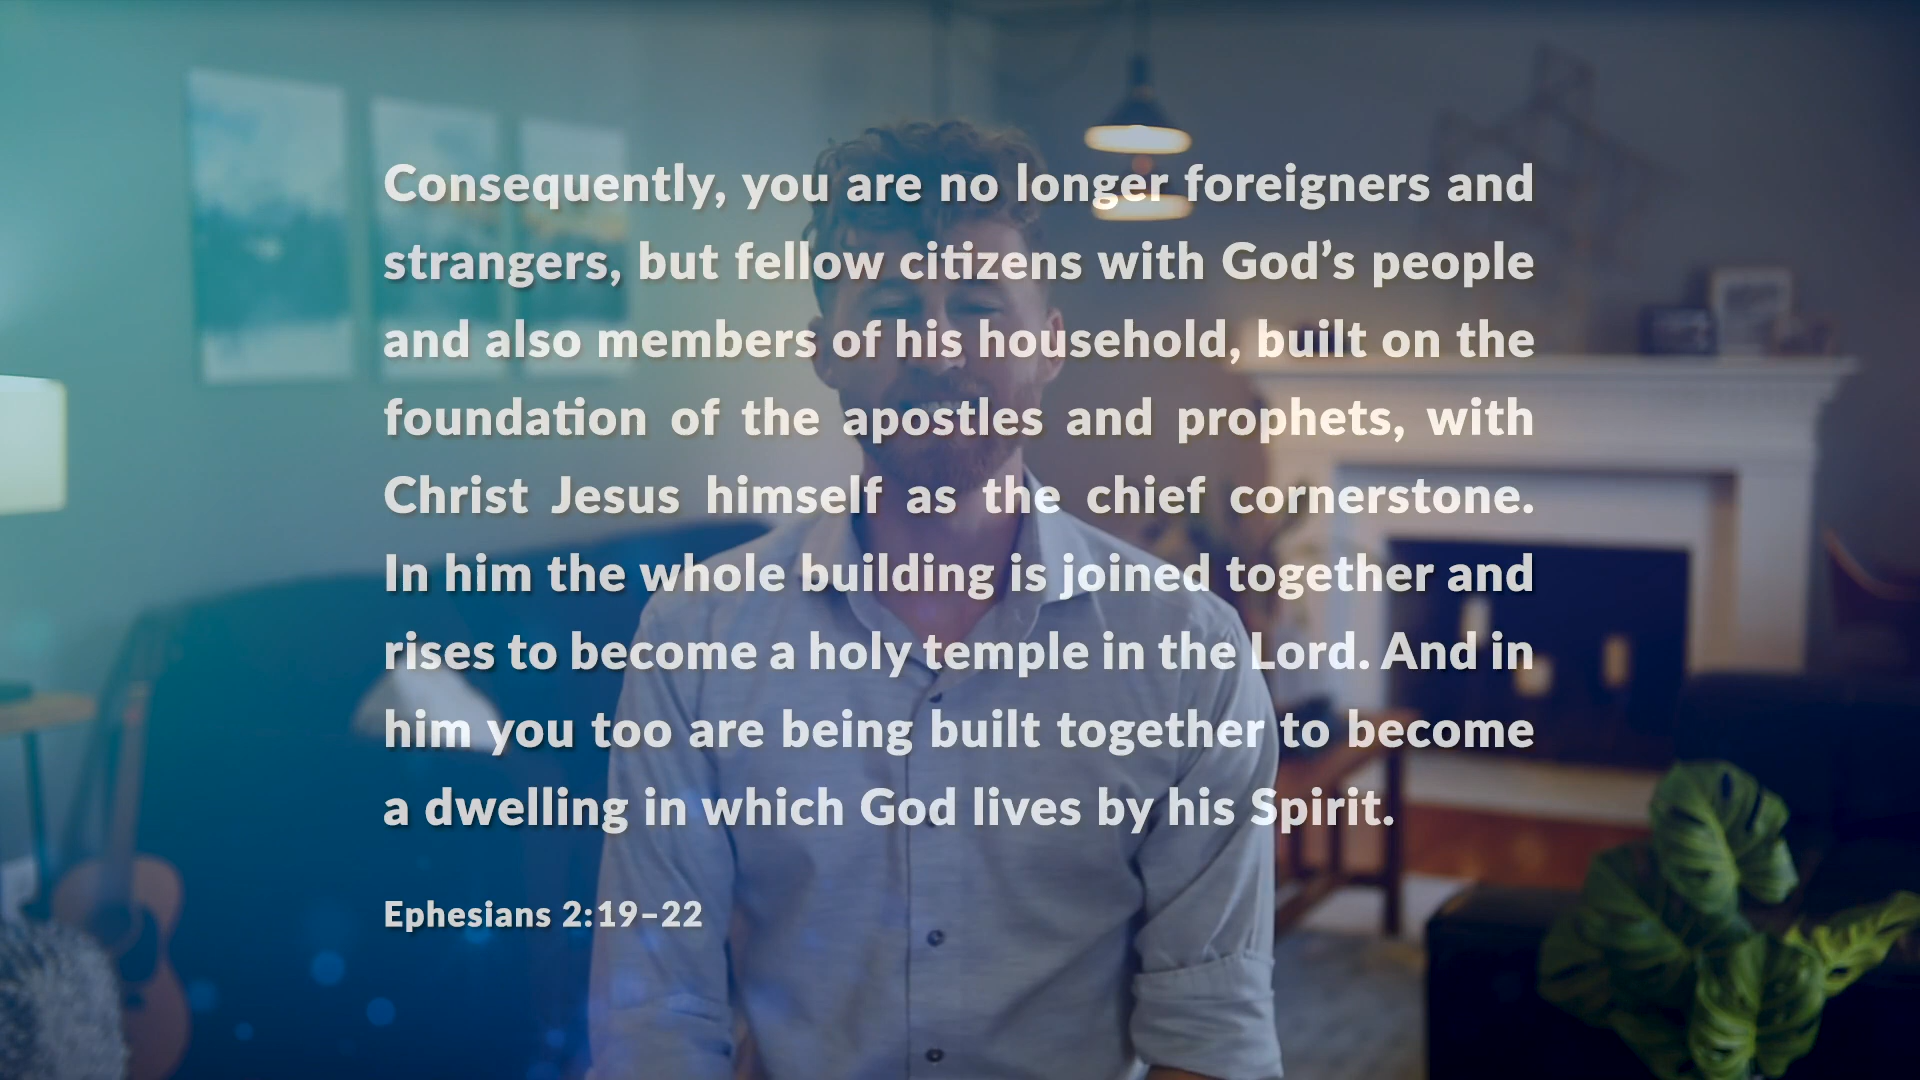 Consequently, you are no longer foreigners and
strangers, but fellow citizens with God’s people
and also members of his household, built on the
foundation of the apostles and prophets, with
Christ Jesus himself as the chief cornerstone.
In him the whole building is joined together and
rises to become a holy temple in the Lord. And in
him you too are being built together to become
a dwelling in which God lives by his Spirit.
Ephesians 2:19–22